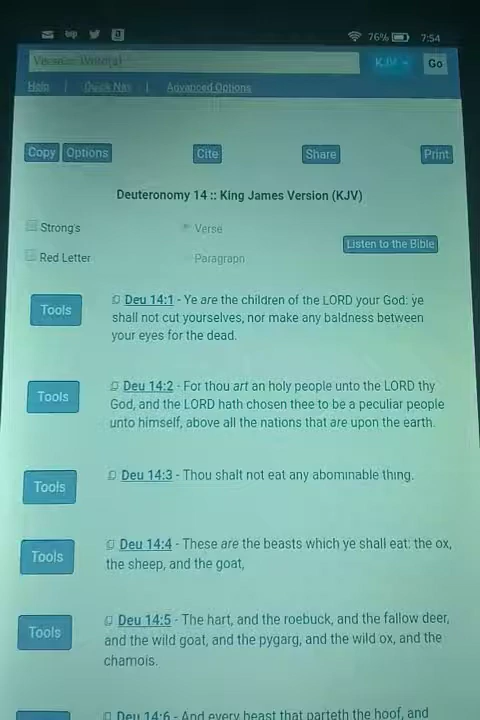 76% 7:54
Verse or Word(s)
KJV
Go
Help | Quick Nav | Advanced Options
Copy Options Cite Share Print
Deuteronomy 14 :: King James Version (KJV)
Strong's Verse
Listen to the Bible
Red Letter Paragraph
Tools
Deu 14:1 - Ye are the children of the LORD your God: ye
shall not cut yourselves, nor make any baldness between
your eyes for the dead.
Tools
Deu 14:2 - For thou art an holy people unto the LORD thy
God, and the LORD hath chosen thee to be a peculiar people
unto himself, above all the nations that are upon the earth.
Tools
Deu 14:3 - Thou shalt not eat any abominable thing.
Tools
Deu 14:4 - These are the beasts which ye shall eat: the ox,
the sheep, and the goat,
Tools
Deu 14:5 - The hart, and the roebuck, and the fallow deer,
and the wild goat, and the pygarg, and the wild ox, and the
chamois.
Deu 14:6 - And every beast that parteth the hoof, and